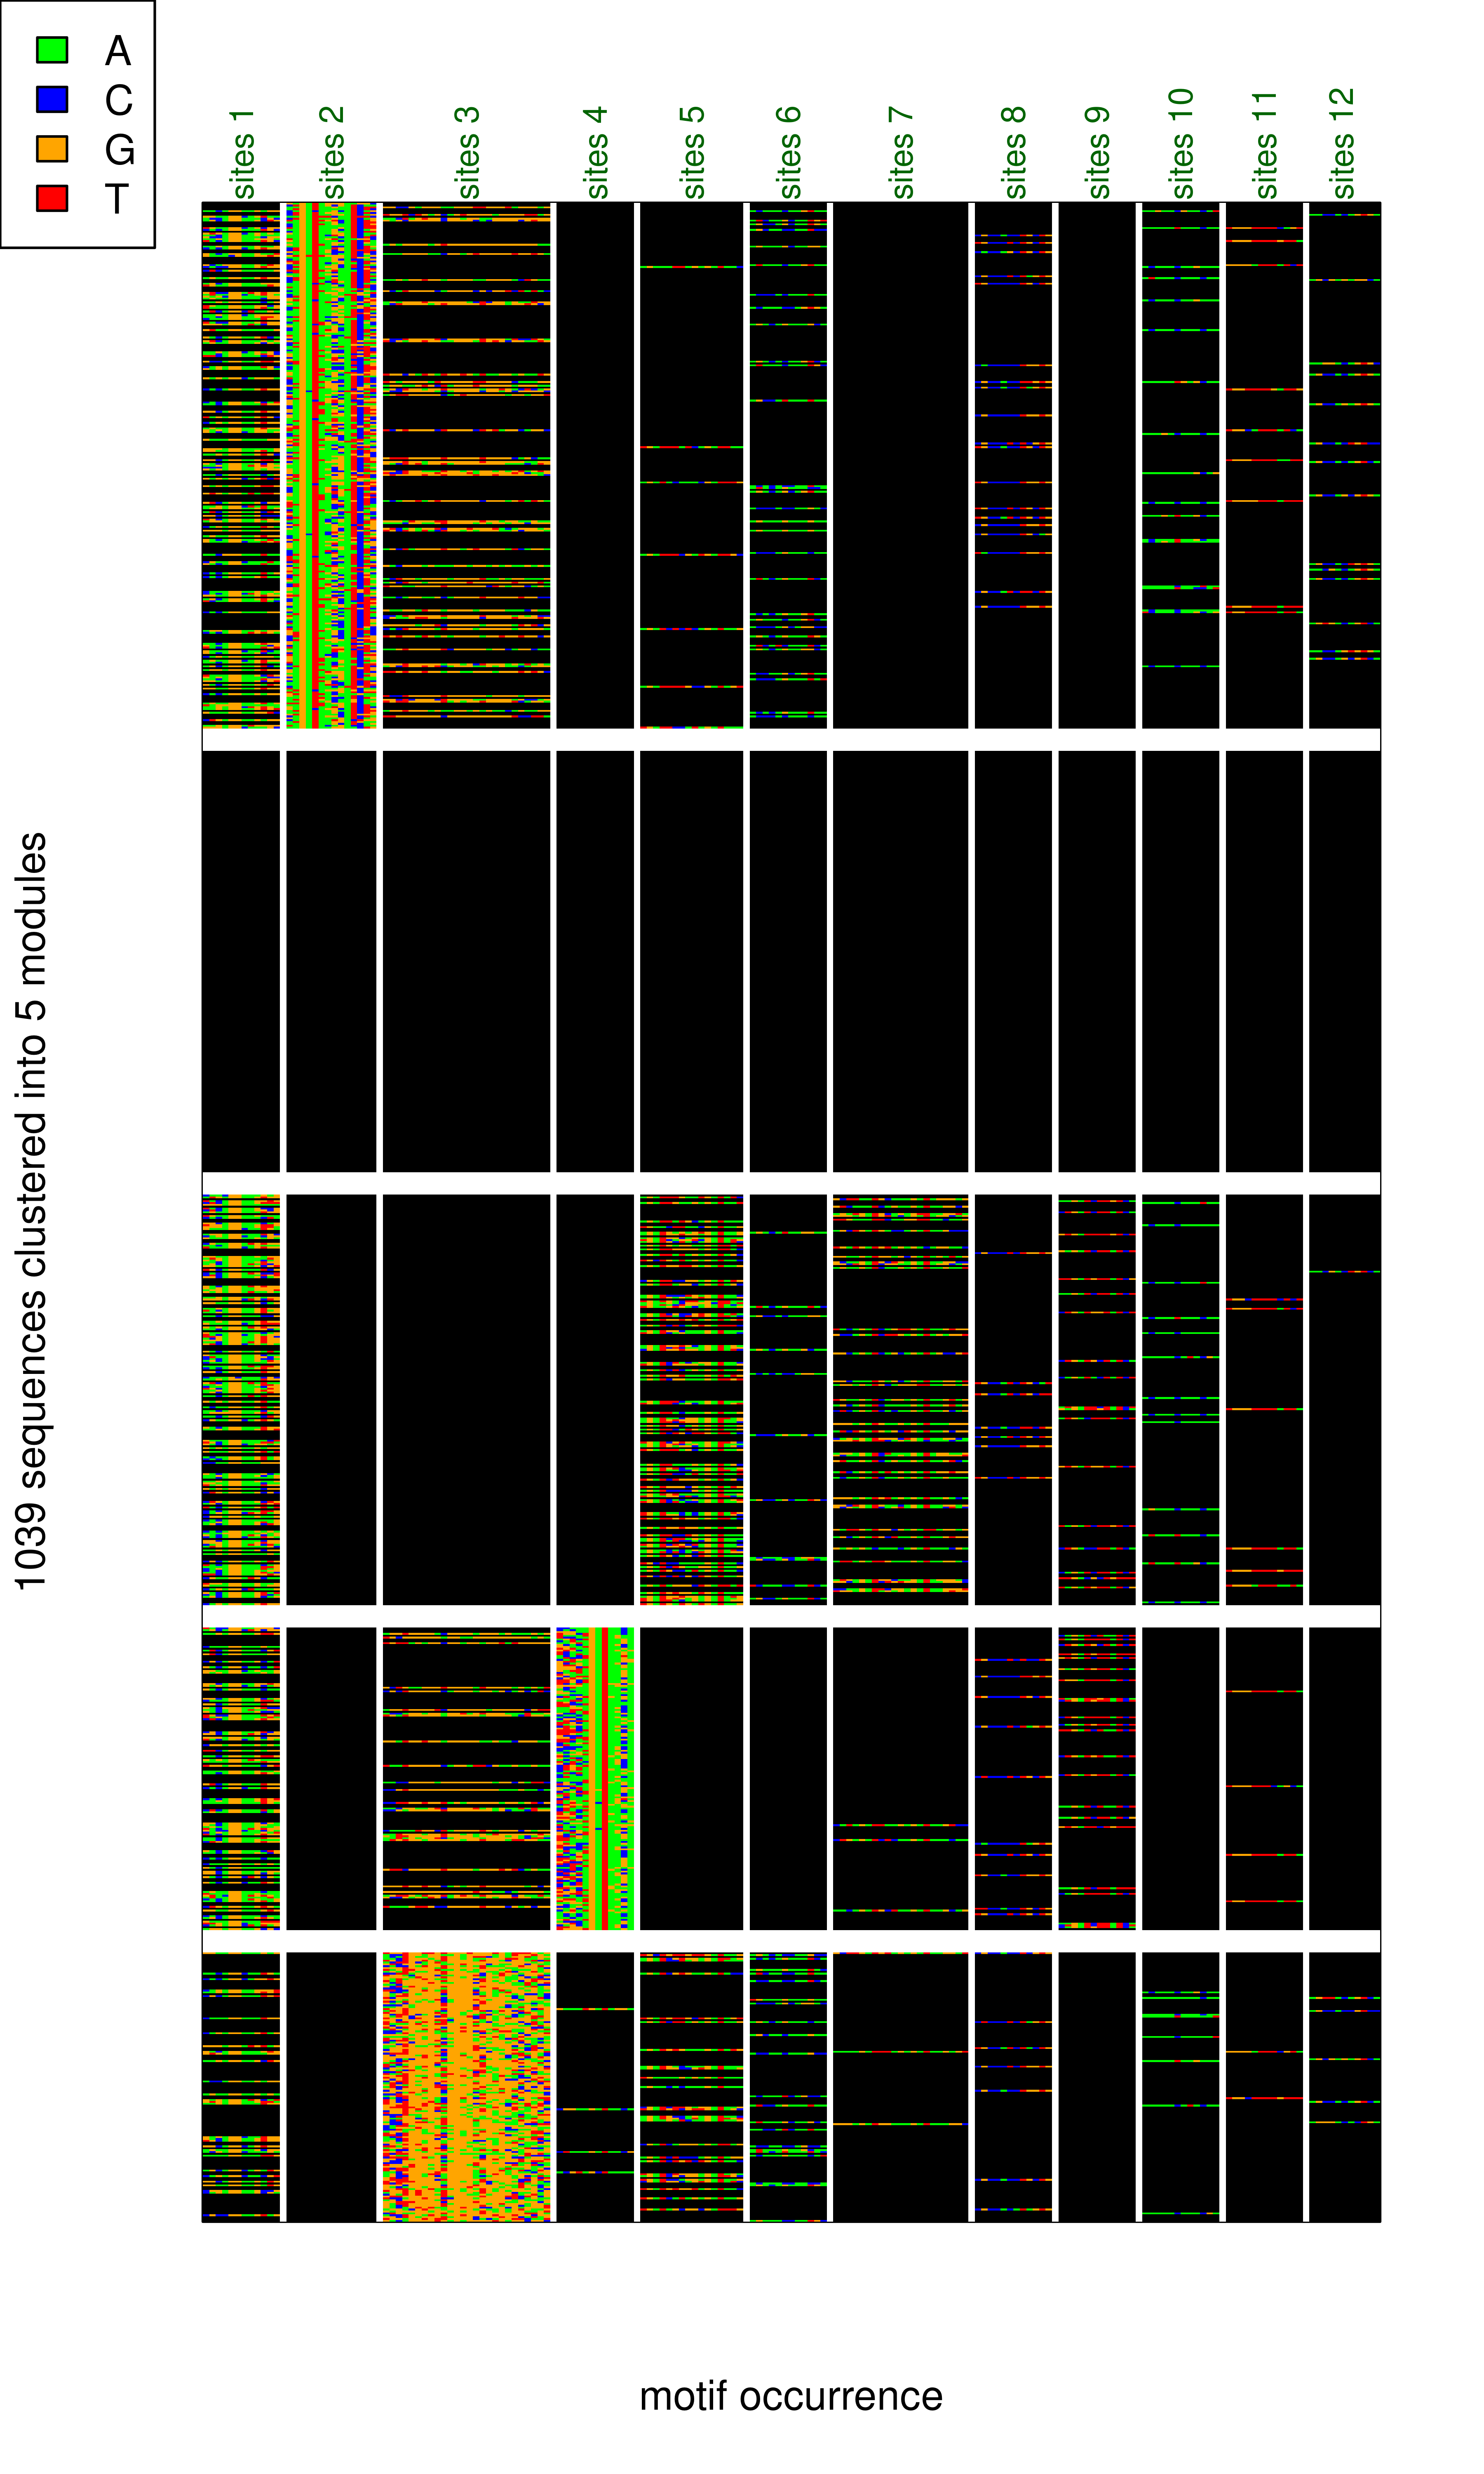 A
C
G
T
sites 1
sites 2
sites 3
sites 4
sites 5
sites 6
sites 7
sites 8
sites 9
sites 10
sites 11
sites 12
1039 sequences clustered into 5 modules
motif occurrence